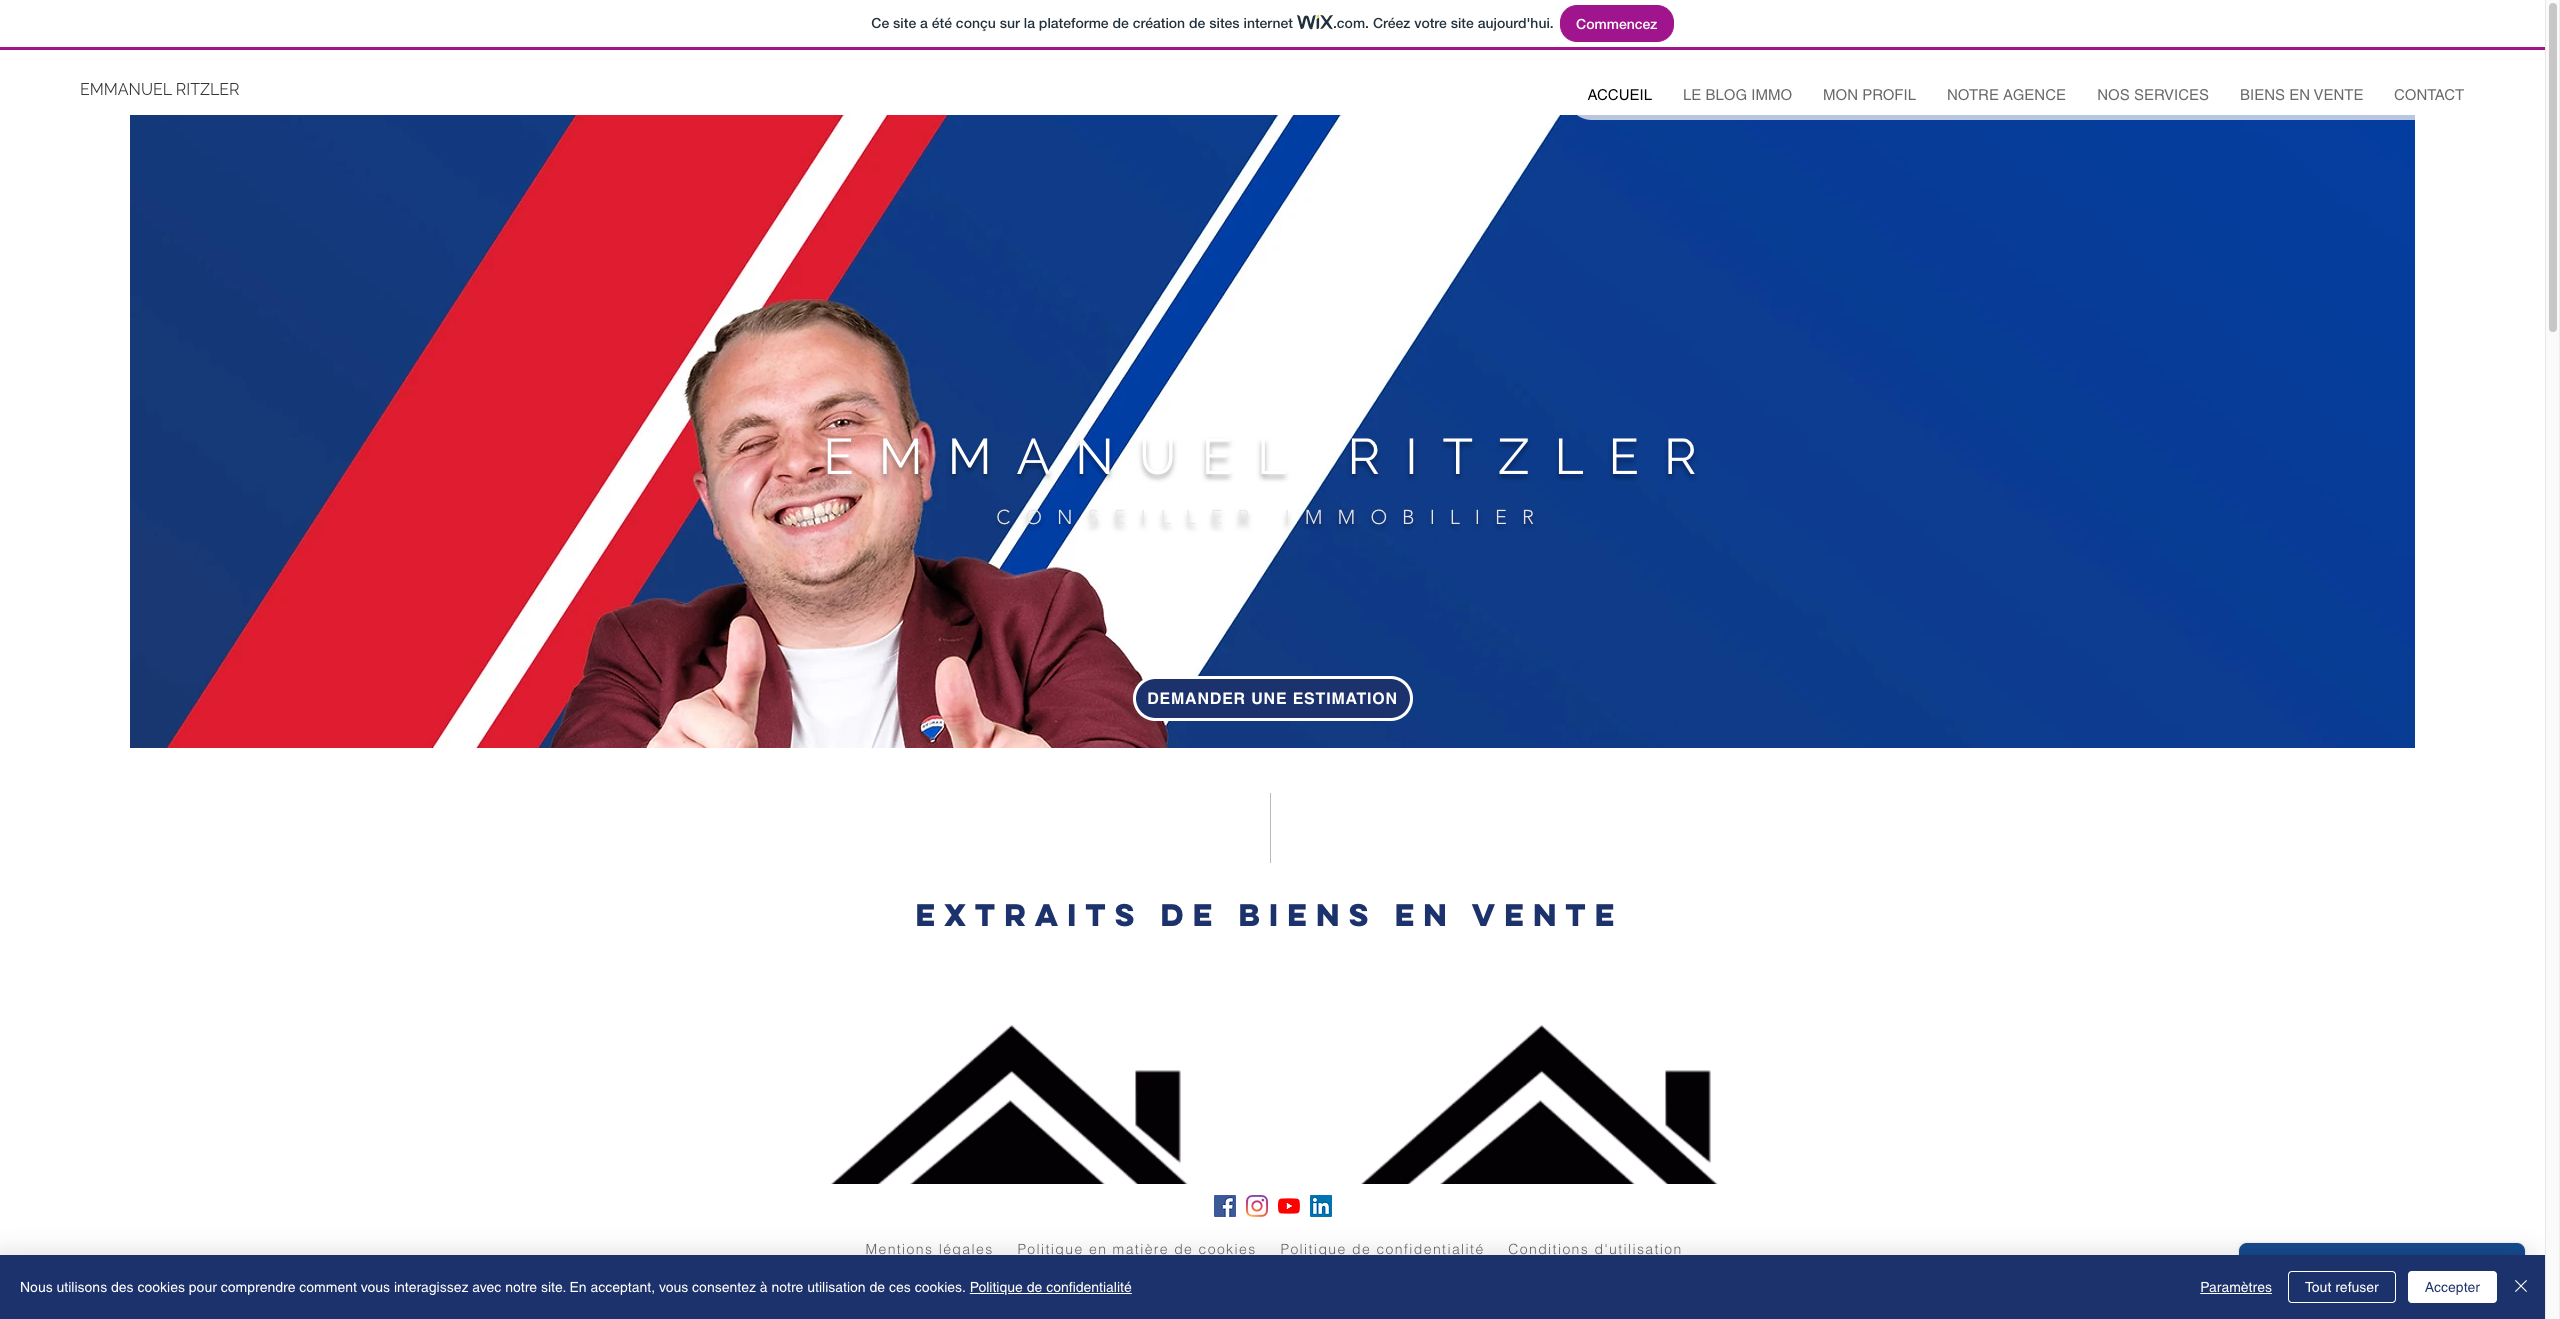 Ce site a été conçu sur la plateforme de création de sites internet WiX.com. Créez votre site aujourd'hui. Commencez
EMMANUEL RITZLER
ACCUEIL LE BLOG IMMO MON PROFIL NOTRE AGENCE NOS SERVICES BIENS EN VENTE CONTACT
EMMANUEL RITZLER
CONSEILLER IMMOBILIER
DEMANDER UNE ESTIMATION
EXTRAITS DE BIENS EN VENTE
Mentions légales Politique en matière de cookies Politique de confidentialité Conditions d'utilisation
Nous utilisons des cookies pour comprendre comment vous interagissez avec notre site. En acceptant, vous consentez à notre utilisation de ces cookies. Politique de confidentialité
Paramètres Tout refuser Accepter